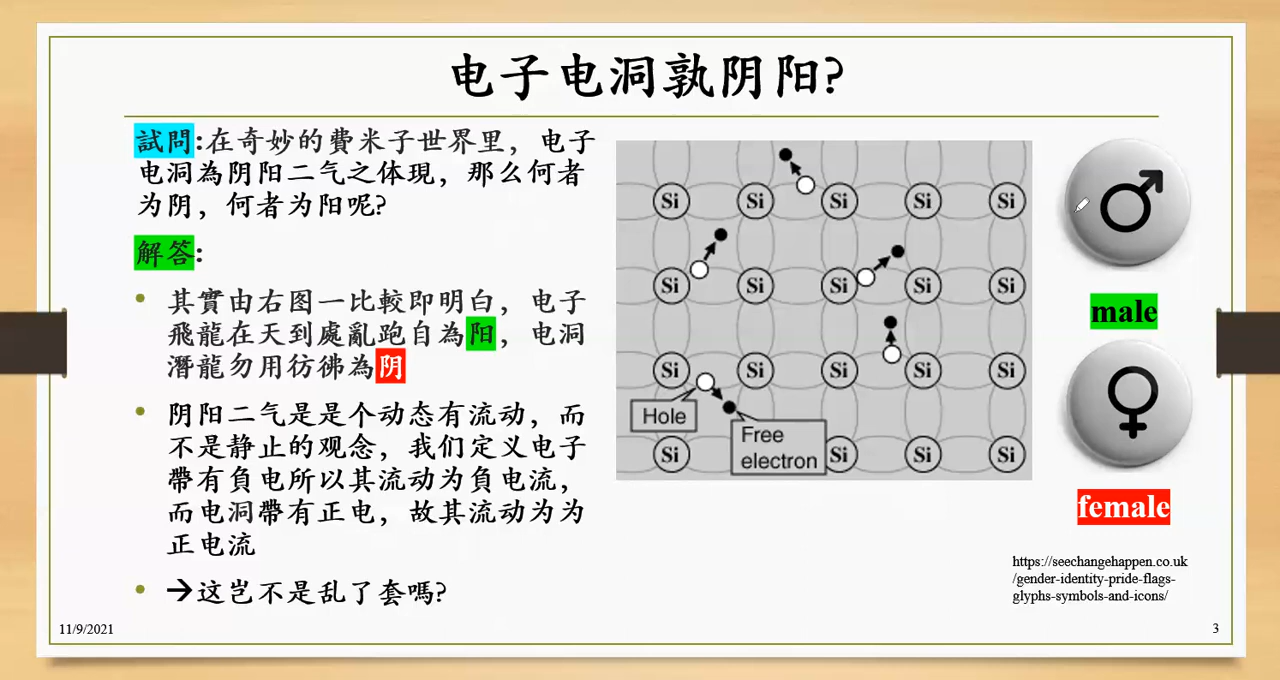 电子电洞孰阴阳?
試問:在奇妙的費米子世界里，电子
电洞為阴阳二气之体現，那么何者
为阴，何者为阳呢?
解答:
• 其實由右图一比較即明白，电子
飛龍在天到處亂跑自為阳，电洞
潛龍勿用彷彿為阴
• 阴阳二气是是个动态有流动，而
不是静止的观念，我们定义电子
帶有負电所以其流动为負电流，
而电洞帶有正电，故其流动为为
正电流
• →这岂不是乱了套嗎?
Si Si Si Si Si
Si Si Si Si Si
Si Si Si Si Si
Hole
Free
electron
Si Si Si Si
male
female
https://seechangehappen.co.uk
/gender-identity-pride-flags-
glyphs-symbols-and-icons/
11/9/2021
3